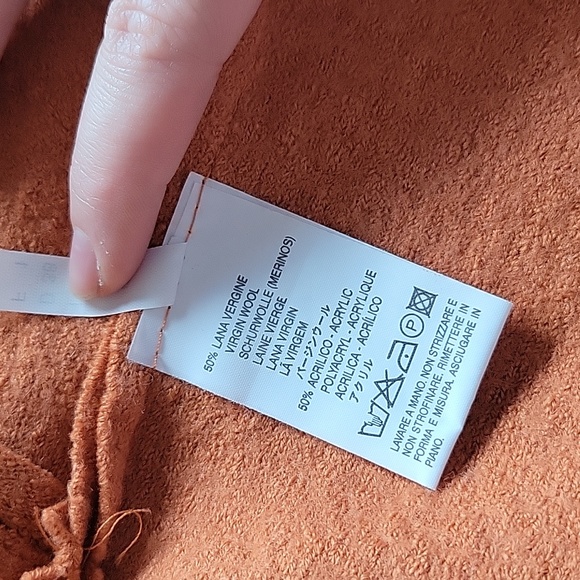 50% LANA VERGINE
VIRGIN WOOL
SCHURWOLLE (MERINOS)
LAINE VIERGE
LANA VIRGIN
LÃ VIRGEM
バージンウール
50% ACRILICO - ACRYLIC
POLYACRYL - ACRYLIQUE
ACRILICA - ACRILICO
アクリル
P
LAVARE A MANO, NON STRIZZARE E
NON STROFINARE. RIMETTERE IN
FORMA E MISURA. ASCIUGARE IN
PIANO.